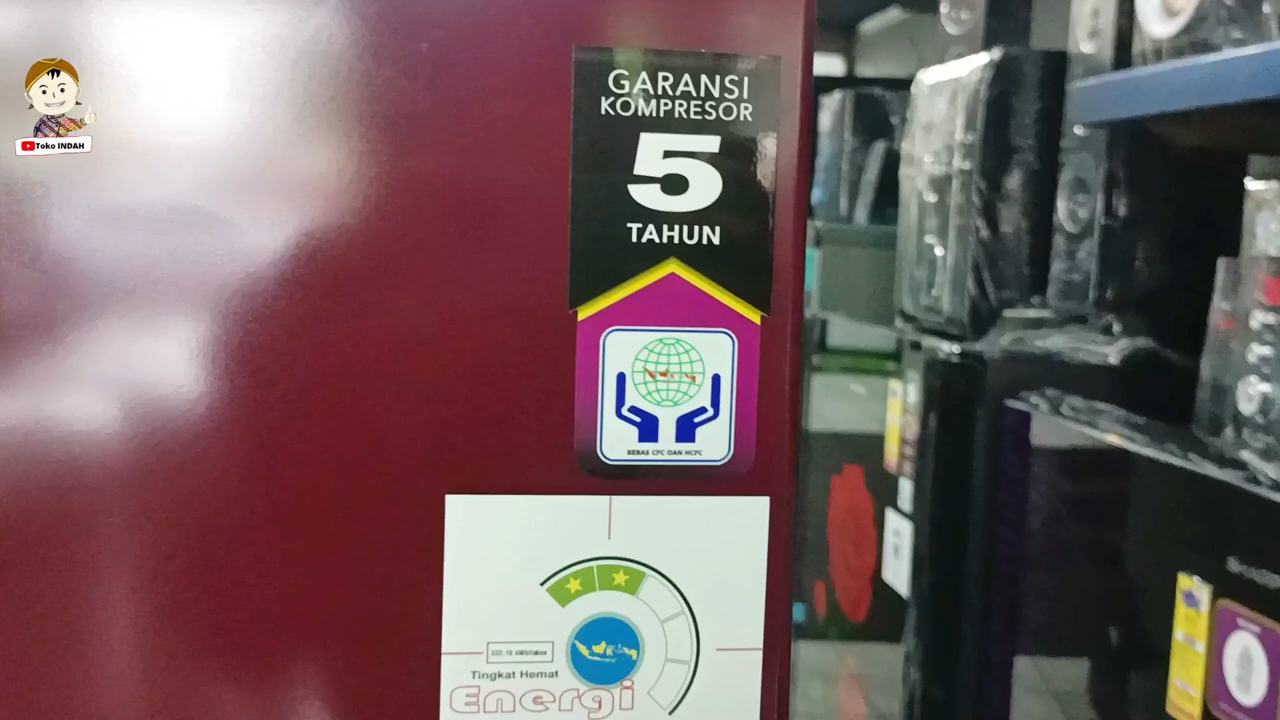 Toko INDAH
GARANSI
KOMPRESOR
5
TAHUN
BEBAS CFC DAN HCFC
Tingkat Hemat
Energi